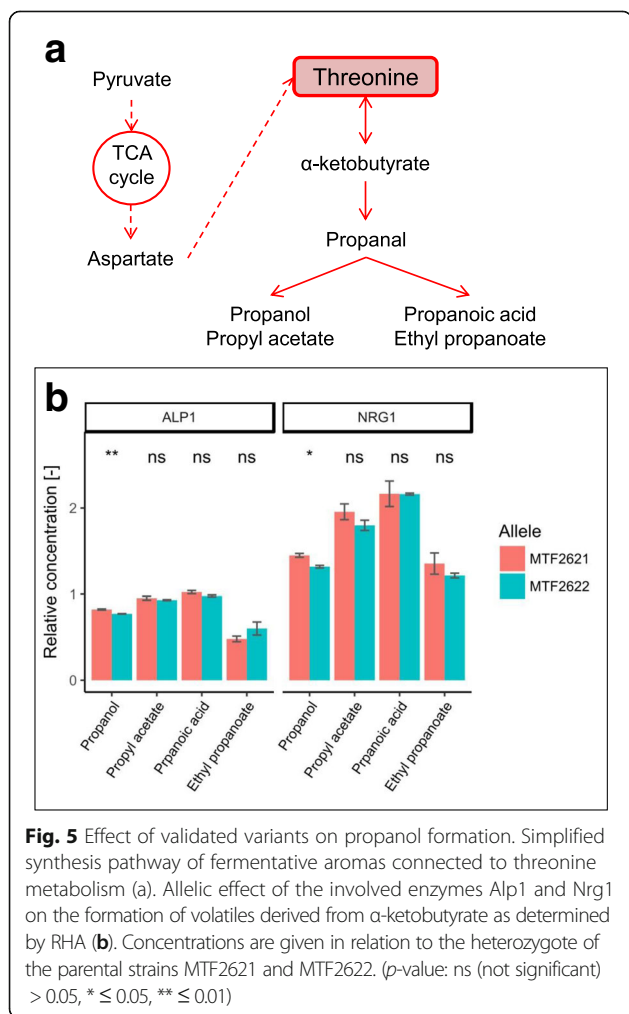 a
Pyruvate
TCA
cycle
Aspartate
Threonine
α-ketobutyrate
Propanal
Propanol
Propyl acetate
Propanoic acid
Ethyl propanoate
b
ALP1
NRG1
** ns ns ns
* ns ns ns
Relative concentration [-]
2
1
0
Propanol
Propyl acetate
Prpanoic acid
Ethyl propanoate
Propanol
Propyl acetate
Prpanoic acid
Ethyl propanoate
Allele
MTF2621
MTF2622
Fig. 5 Effect of validated variants on propanol formation. Simplified
synthesis pathway of fermentative aromas connected to threonine
metabolism (a). Allelic effect of the involved enzymes Alp1 and Nrg1
on the formation of volatiles derived from α-ketobutyrate as determined
by RHA (b). Concentrations are given in relation to the heterozygote of
the parental strains MTF2621 and MTF2622. (p-value: ns (not significant)
> 0.05, * ≤ 0.05, ** ≤ 0.01)